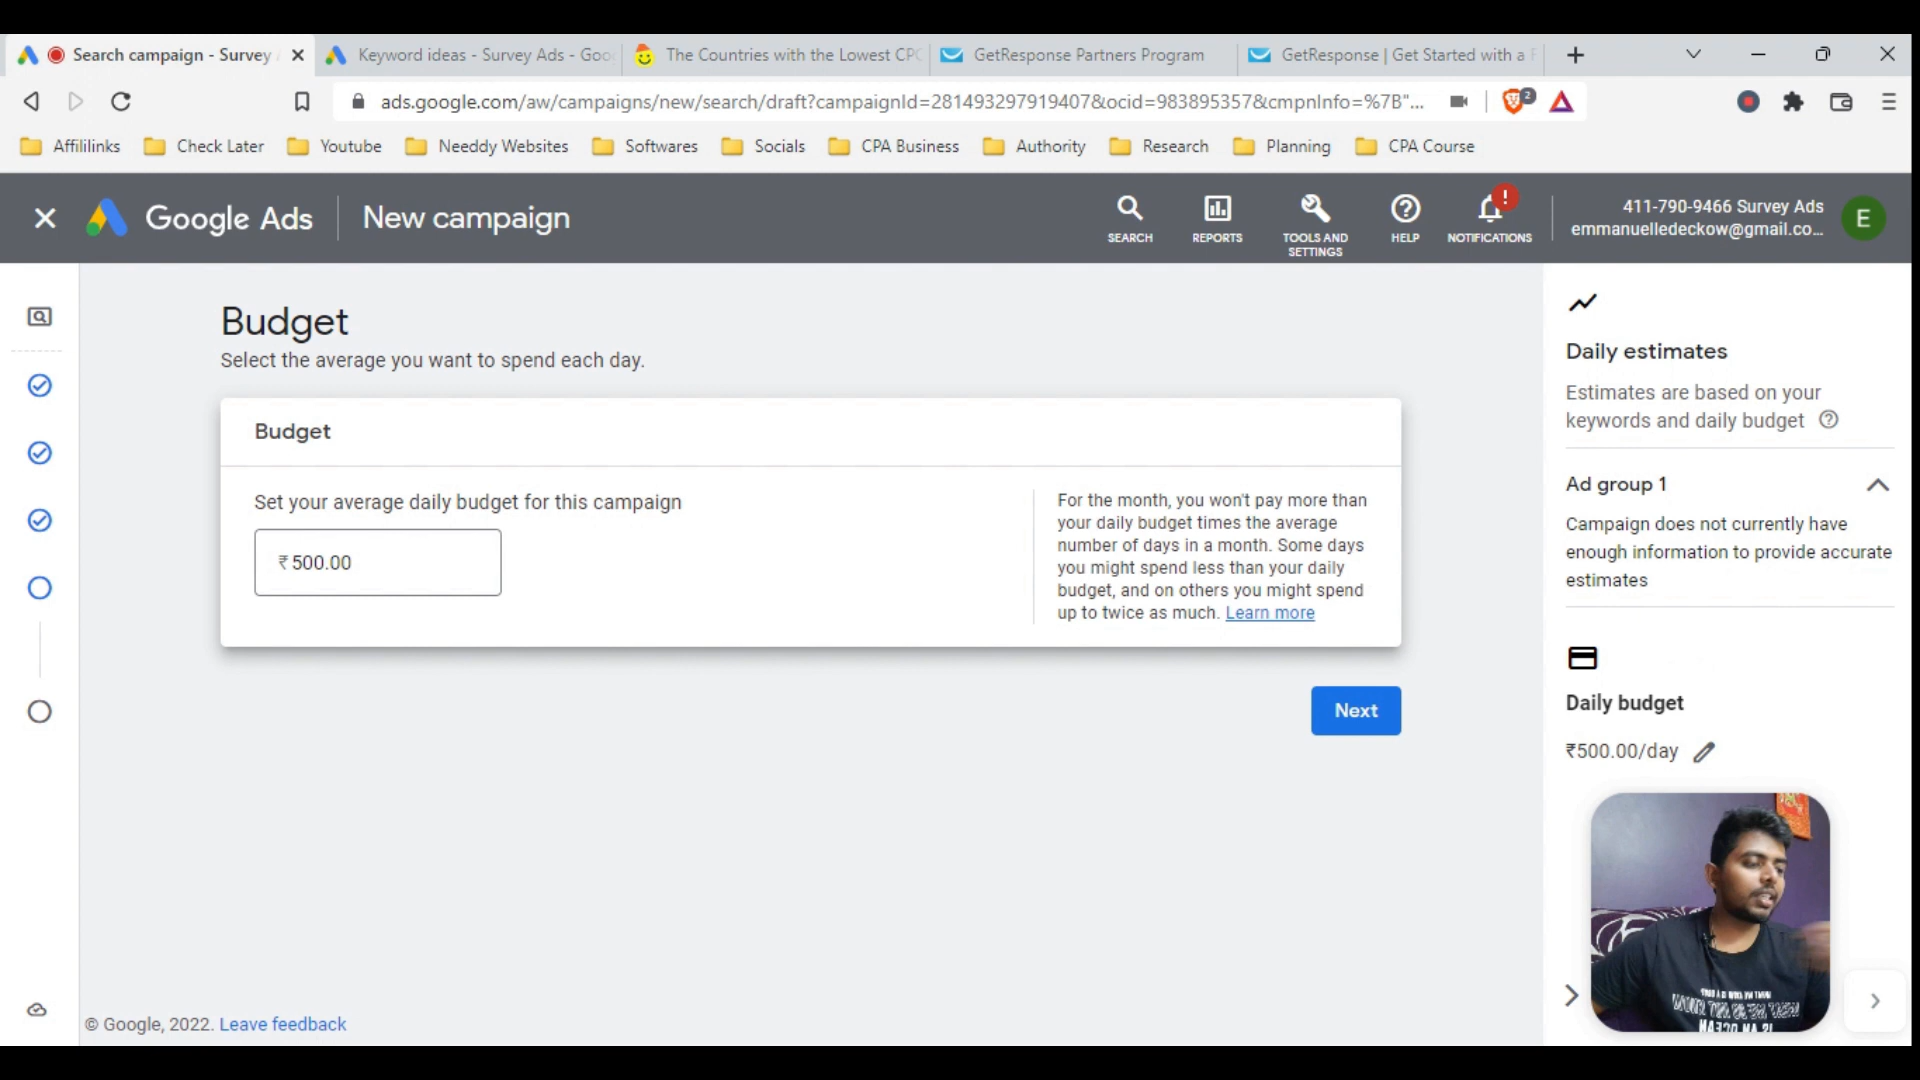 Search campaign - Survey
Keyword ideas - Survey Ads - Goo
The Countries with the Lowest CPC
GetResponse Partners Program
GetResponse | Get Started with a F
ads.google.com/aw/campaigns/new/search/draft?campaignId=281493297919407&ocid=983895357&cmpnInfo=%7B"...
2
Affililinks
Check Later
Youtube
Needdy Websites
Softwares
Socials
CPA Business
Authority
Research
Planning
CPA Course
Google Ads
New campaign
SEARCH
REPORTS
TOOLS AND
SETTINGS
HELP
!
NOTIFICATIONS
411-790-9466 Survey Ads
emmanuelledeckow@gmail.co...
E
Budget
Select the average you want to spend each day.
Budget
Set your average daily budget for this campaign
₹500.00
For the month, you won't pay more than
your daily budget times the average
number of days in a month. Some days
you might spend less than your daily
budget, and on others you might spend
up to twice as much. Learn more
Next
Daily estimates
Estimates are based on your
keywords and daily budget
Ad group 1
Campaign does not currently have
enough information to provide accurate
estimates
Daily budget
₹500.00/day
© Google, 2022. Leave feedback